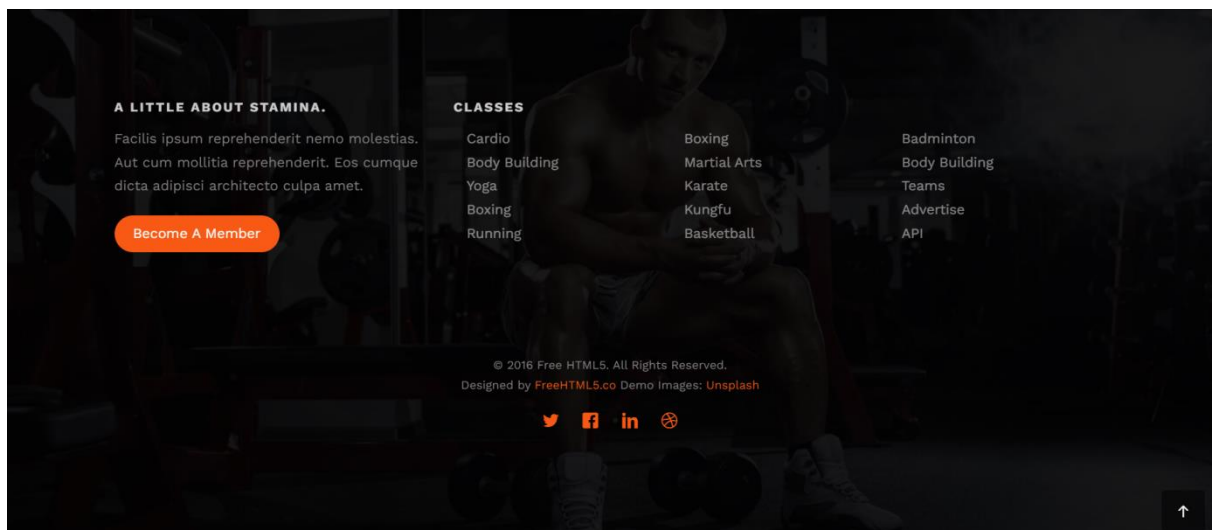 A LITTLE ABOUT STAMINA.
Facilis ipsum reprehenderit nemo molestias.
Aut cum mollitia reprehenderit. Eos cumque
dicta adipisci architecto culpa amet.
Become A Member
CLASSES
Cardio
Body Building
Yoga
Boxing
Running
Boxing
Martial Arts
Karate
Kungfu
Basketball
Badminton
Body Building
Teams
Advertise
API
© 2016 Free HTML5. All Rights Reserved.
Designed by FreeHTML5.co Demo Images: Unsplash